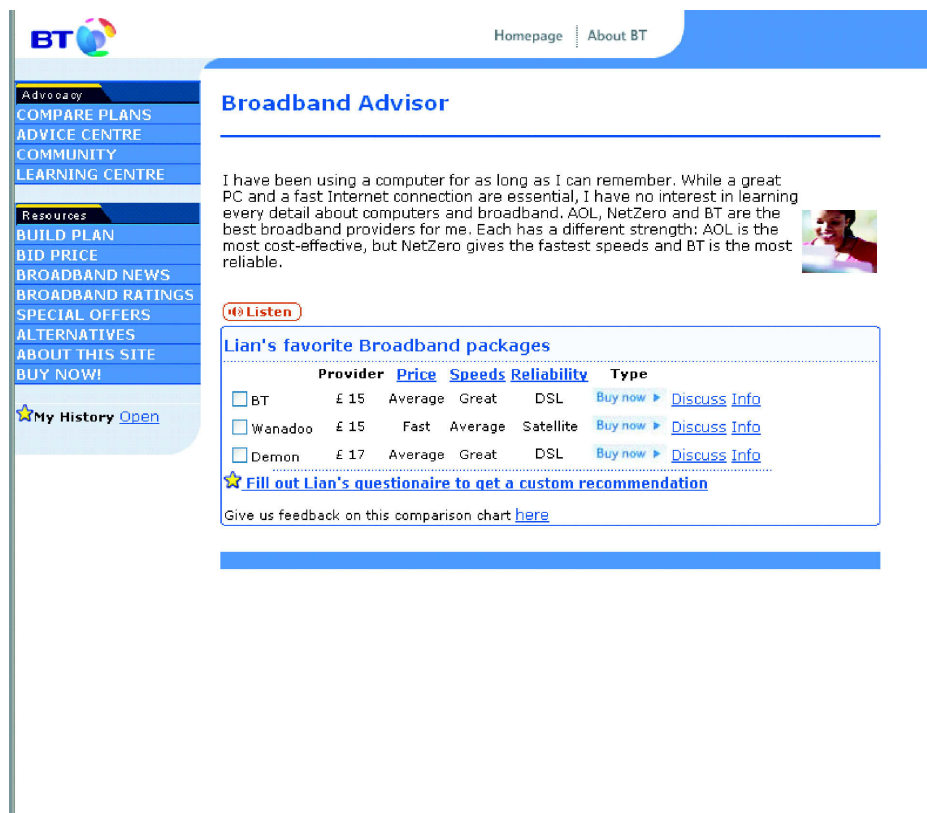 BT
Homepage About BT
Advocacy
COMPARE PLANS
ADVICE CENTRE
COMMUNITY
LEARNING CENTRE
Resources
BUILD PLAN
BID PRICE
BROADBAND NEWS
BROADBAND RATINGS
SPECIAL OFFERS
ALTERNATIVES
ABOUT THIS SITE
BUY NOW!
My History Open
Broadband Advisor
I have been using a computer for as long as I can remember. While a great
PC and a fast Internet connection are essential, I have no interest in learning
every detail about computers and broadband. AOL, NetZero and BT are the
best broadband providers for me. Each has a different strength: AOL is the
most cost-effective, but NetZero gives the fastest speeds and BT is the most
reliable.
Listen
Lian's favorite Broadband packages
Provider Price Speeds Reliability Type
BT £ 15 Average Great DSL Buy now Discuss Info
Wanadoo £ 15 Fast Average Satellite Buy now Discuss Info
Demon £ 17 Average Great DSL Buy now Discuss Info
Fill out Lian's questionaire to get a custom recommendation
Give us feedback on this comparison chart here